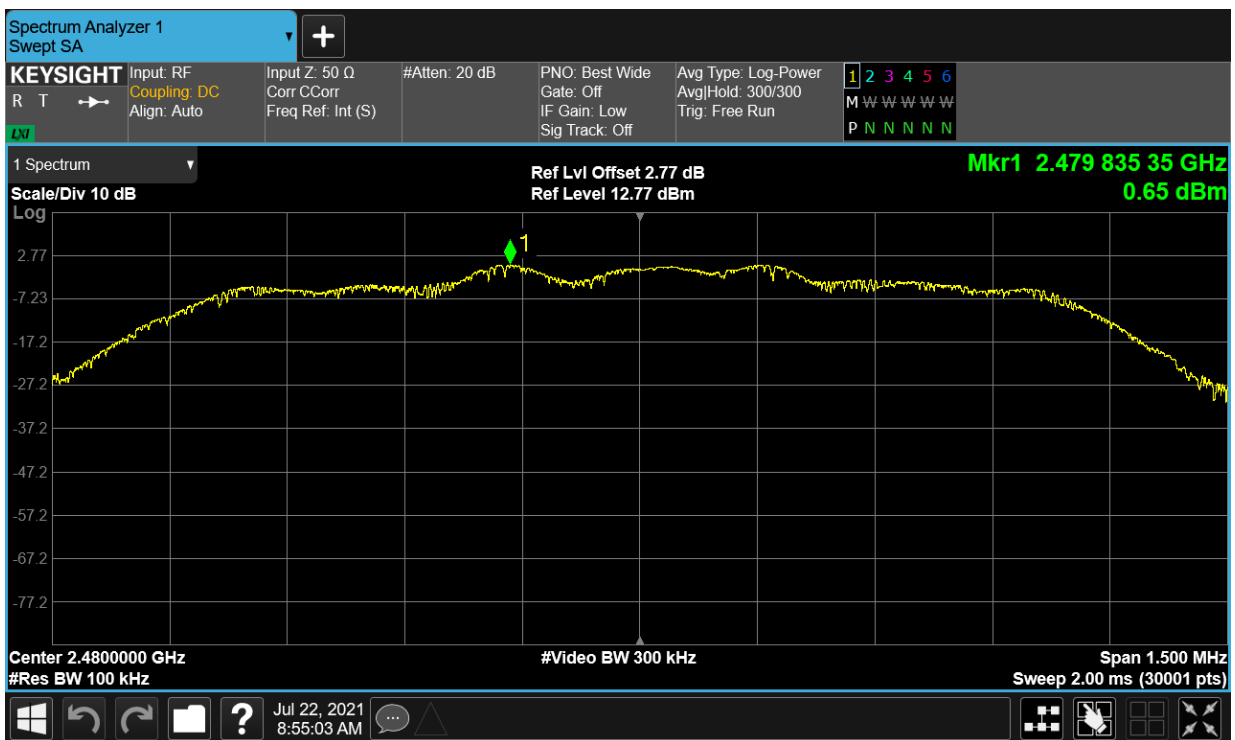 Spectrum Analyzer 1
Swept SA
KEYSIGHT
R T
LXI
Input: RF
Coupling: DC
Align: Auto
Input Z: 50 Ω
Corr CCorr
Freq Ref: Int (S)
#Atten: 20 dB
PNO: Best Wide
Gate: Off
IF Gain: Low
Sig Track: Off
Avg Type: Log-Power
Avg|Hold: 300/300
Trig: Free Run
1 2 3 4 5 6
M W W W W W
P N N N N N
1 Spectrum
Scale/Div 10 dB
Log
Ref Lvl Offset 2.77 dB
Ref Level 12.77 dBm
Mkr1 2.479 835 35 GHz
0.65 dBm
1
2.77
-7.23
-17.2
-27.2
-37.2
-47.2
-57.2
-67.2
-77.2
Center 2.4800000 GHz
#Video BW 300 kHz
Span 1.500 MHz
#Res BW 100 kHz
Sweep 2.00 ms (30001 pts)
?
Jul 22, 2021
8:55:03 AM